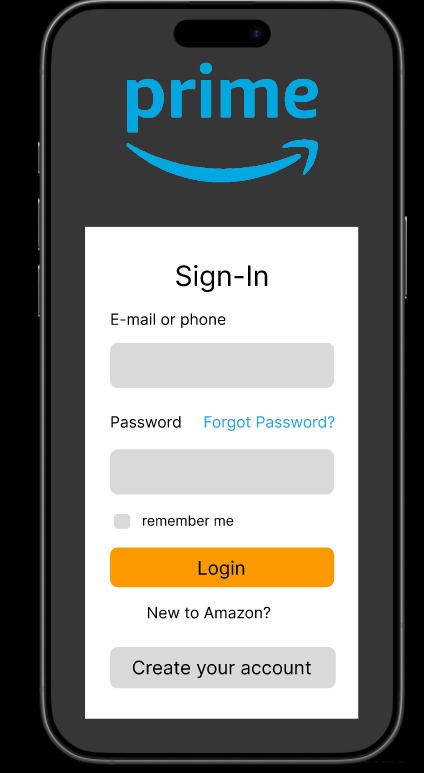 prime
Sign-In
E-mail or phone
Password Forgot Password?
remember me
Login
New to Amazon?
Create your account